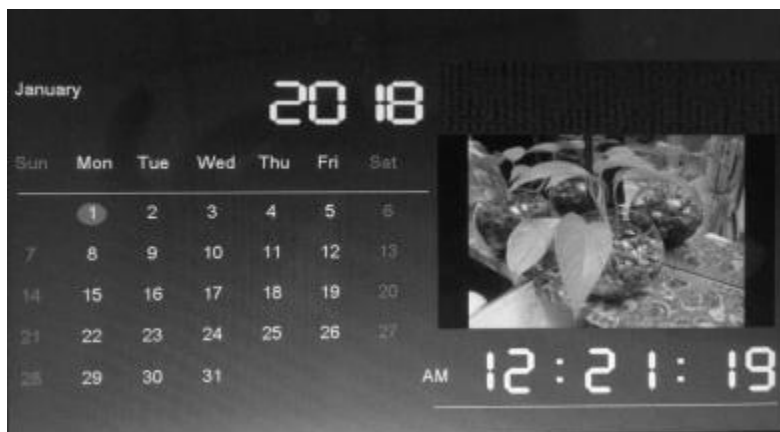 January
2018
Sun Mon Tue Wed Thu Fri Sat
1 2 3 4 5 6
7 8 9 10 11 12 13
14 15 16 17 18 19 20
21 22 23 24 25 26 27
28 29 30 31
AM 12:21:19